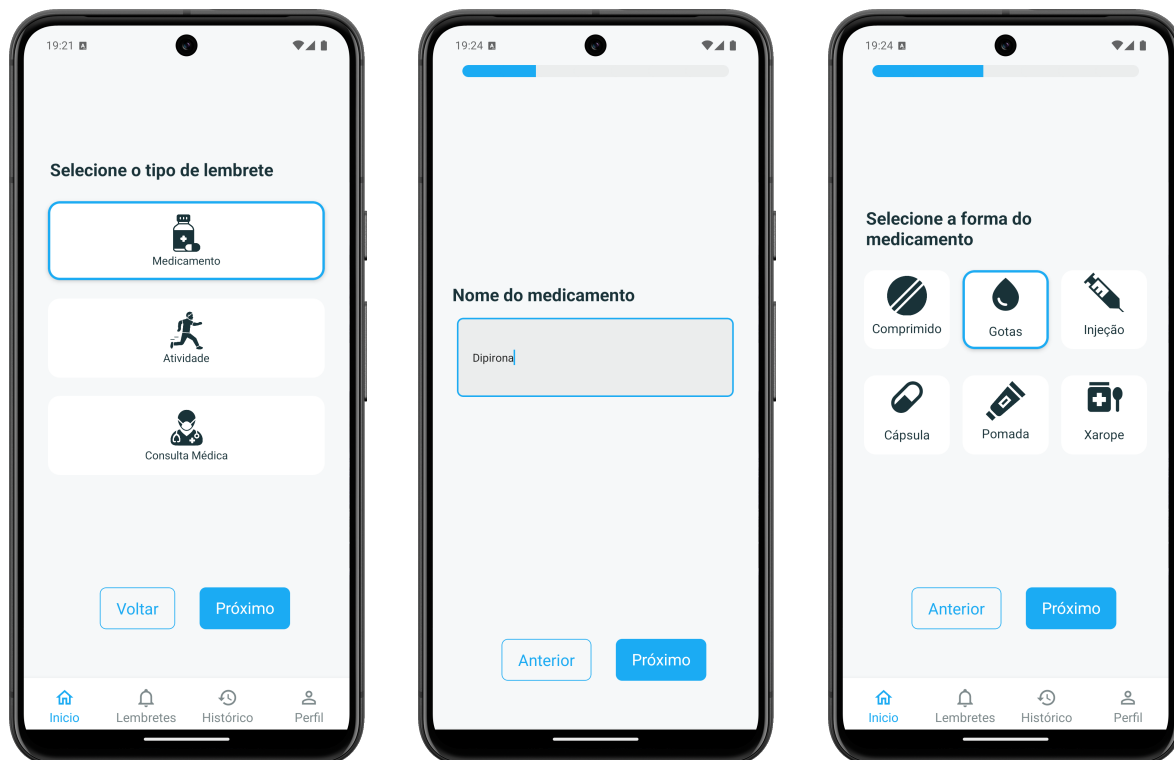 19:21
Selecione o tipo de lembrete
Medicamento
Atividade
Consulta Médica
Voltar
Próximo
Inicio
Lembretes
Histórico
Perfil
19:24
Nome do medicamento
Dipirona
Anterior
Próximo
19:24
Selecione a forma do
medicamento
Comprimido
Gotas
Injeção
Cápsula
Pomada
Xarope
Anterior
Próximo
Inicio
Lembretes
Histórico
Perfil